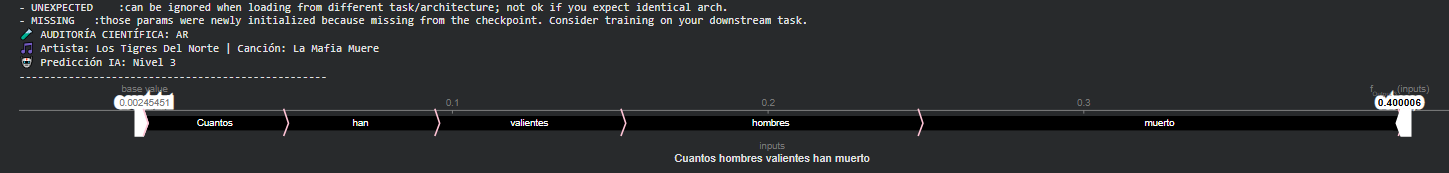 - UNEXPECTED :can be ignored when loading from different task/architecture; not ok if you expect identical arch.
- MISSING :those params were newly initialized because missing from the checkpoint. Consider training on your downstream task.
🧪 AUDITORÍA CIENTÍFICA: AR
🎵 Artista: Los Tigres Del Norte | Canción: La Mafia Muere
💀 Predicción IA: Nivel 3
--------------------------------------------------
base value
0.00245451 0.1 0.2 0.3 0.400006
(inputs)
Cuantos han valientes hombres muerto
inputs
Cuantos hombres valientes han muerto